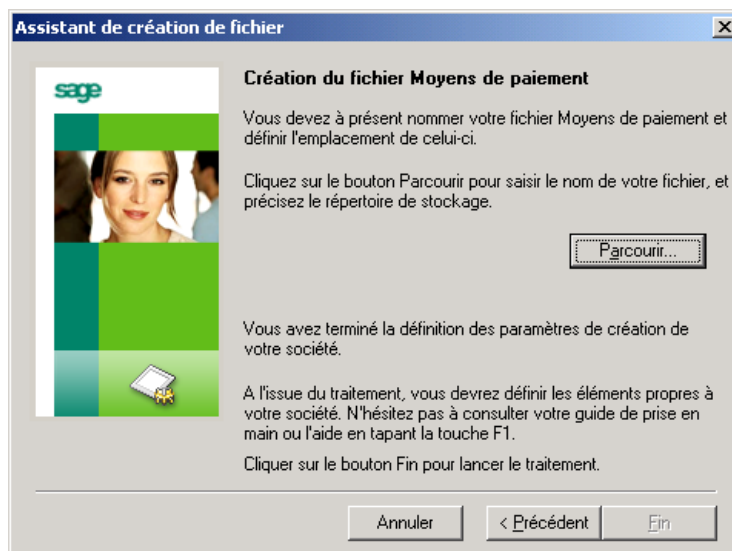 Assistant de création de fichier
sage
Création du fichier Moyens de paiement
Vous devez à présent nommer votre fichier Moyens de paiement et
définir l'emplacement de celui-ci.
Cliquez sur le bouton Parcourir pour saisir le nom de votre fichier, et
précisez le répertoire de stockage.
Parcourir...
Vous avez terminé la définition des paramètres de création de
votre société.
A l'issue du traitement, vous devrez définir les éléments propres à
votre société. N'hésitez pas à consulter votre guide de prise en
main ou l'aide en tapant la touche F1.
Cliquer sur le bouton Fin pour lancer le traitement.
Annuler
< Précédent
Fin